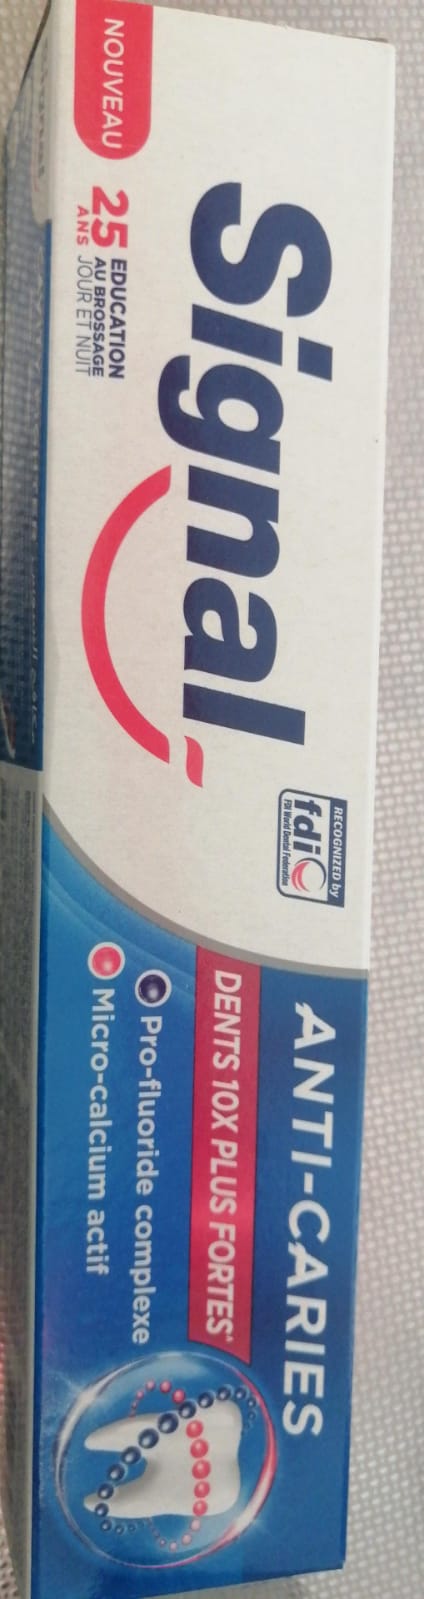 NOUVEAU
25
ANS
EDUCATION
AU BROSSAGE
JOUR ET NUIT
Signal
RECOGNIZED by
fdi
FDI World Dental Federation
ANTI-CARIES
DENTS 10X PLUS FORTES^
Pro-fluoride complexe
Micro-calcium actif